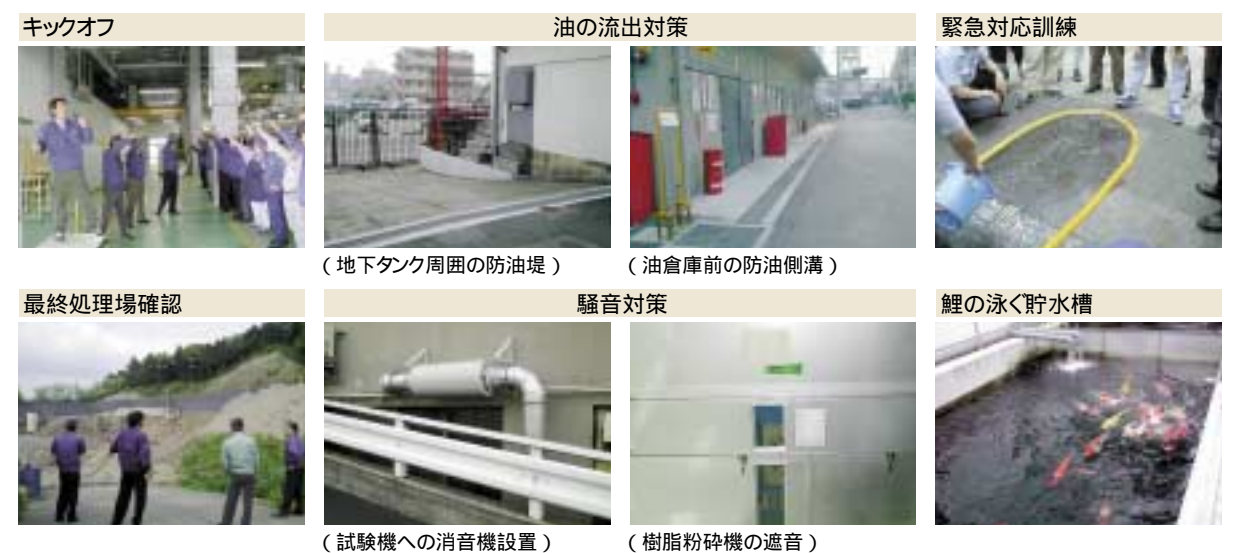 キックオフ
油の流出対策
緊急対応訓練
(地下タンク周囲の防油堤)
(油倉庫前の防油側溝)
最終処理場確認
騒音対策
鯉の泳ぐ貯水槽
(試験機への消音機設置)
(樹脂粉砕機の遮音)